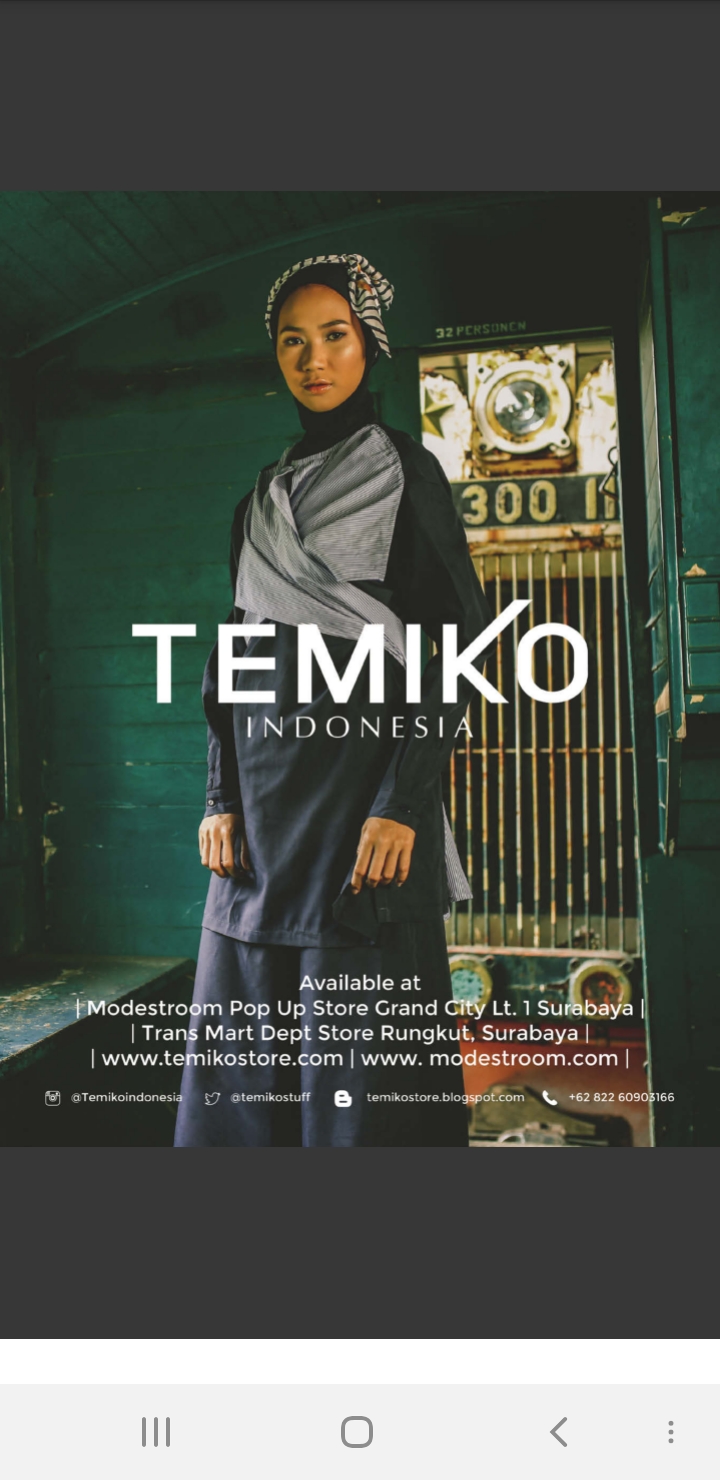 32 PERSONEN
300 11
TEMIKO
INDONESIA
Available at
| Modestroom Pop Up Store Grand City Lt. 1 Surabaya |
| Trans Mart Dept Store Rungkut, Surabaya |
| www.temikostore.com | www. modestroom.com |
@Temikoindonesia @temikostuff temikostore.blogspot.com +62 822 60903166